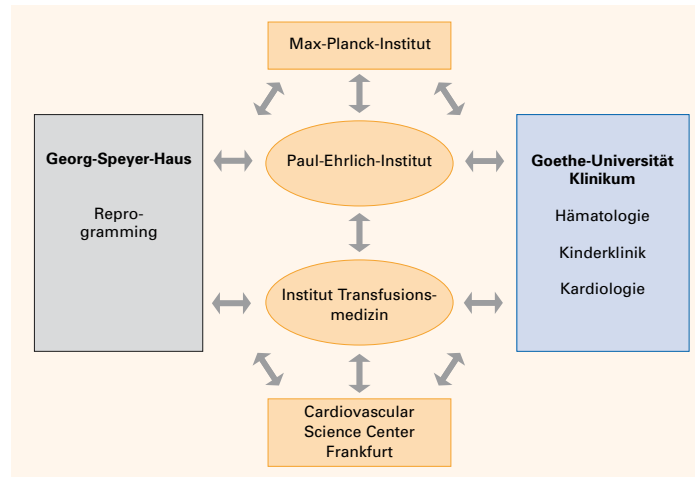 Max-Planck-Institut
Georg-Speyer-Haus
Repro-
gramming
Paul-Ehrlich-Institut
Goethe-Universität
Klinikum
Hämatologie
Kinderklinik
Kardiologie
Institut Transfusions-
medizin
Cardiovascular
Science Center
Frankfurt